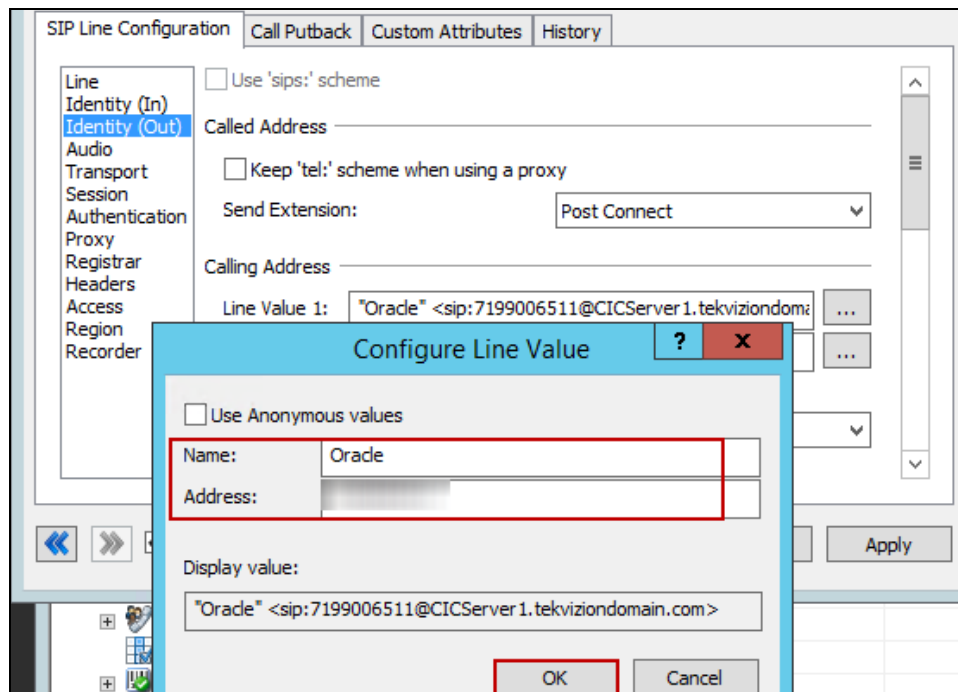 SIP Line Configuration Call Putback Custom Attributes History
Line
Identity (In)
Identity (Out)
Audio
Transport
Session
Authentication
Proxy
Registrar
Headers
Access
Region
Recorder
Use 'sips:' scheme
Called Address
Keep 'tel:' scheme when using a proxy
Send Extension: Post Connect
Calling Address
Line Value 1: "Oracle" <sip:7199006511@CICServer1.tekviziondoma ...
...
Configure Line Value ? x
Use Anonymous values
Name: Oracle
Address:
Apply
Display value:
"Oracle" <sip:7199006511@CICServer1.tekviziondomain.com>
OK Cancel